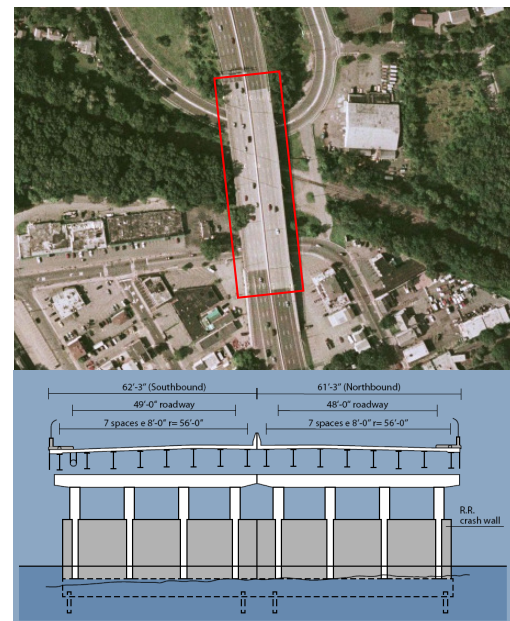 62'-3" (Southbound) 61'-3" (Northbound)
49'-0" roadway 48'-0" roadway
7 spaces e 8'-0" r= 56'-0" 7 spaces e 8'-0" r= 56'-0"
R.R.
crash wall